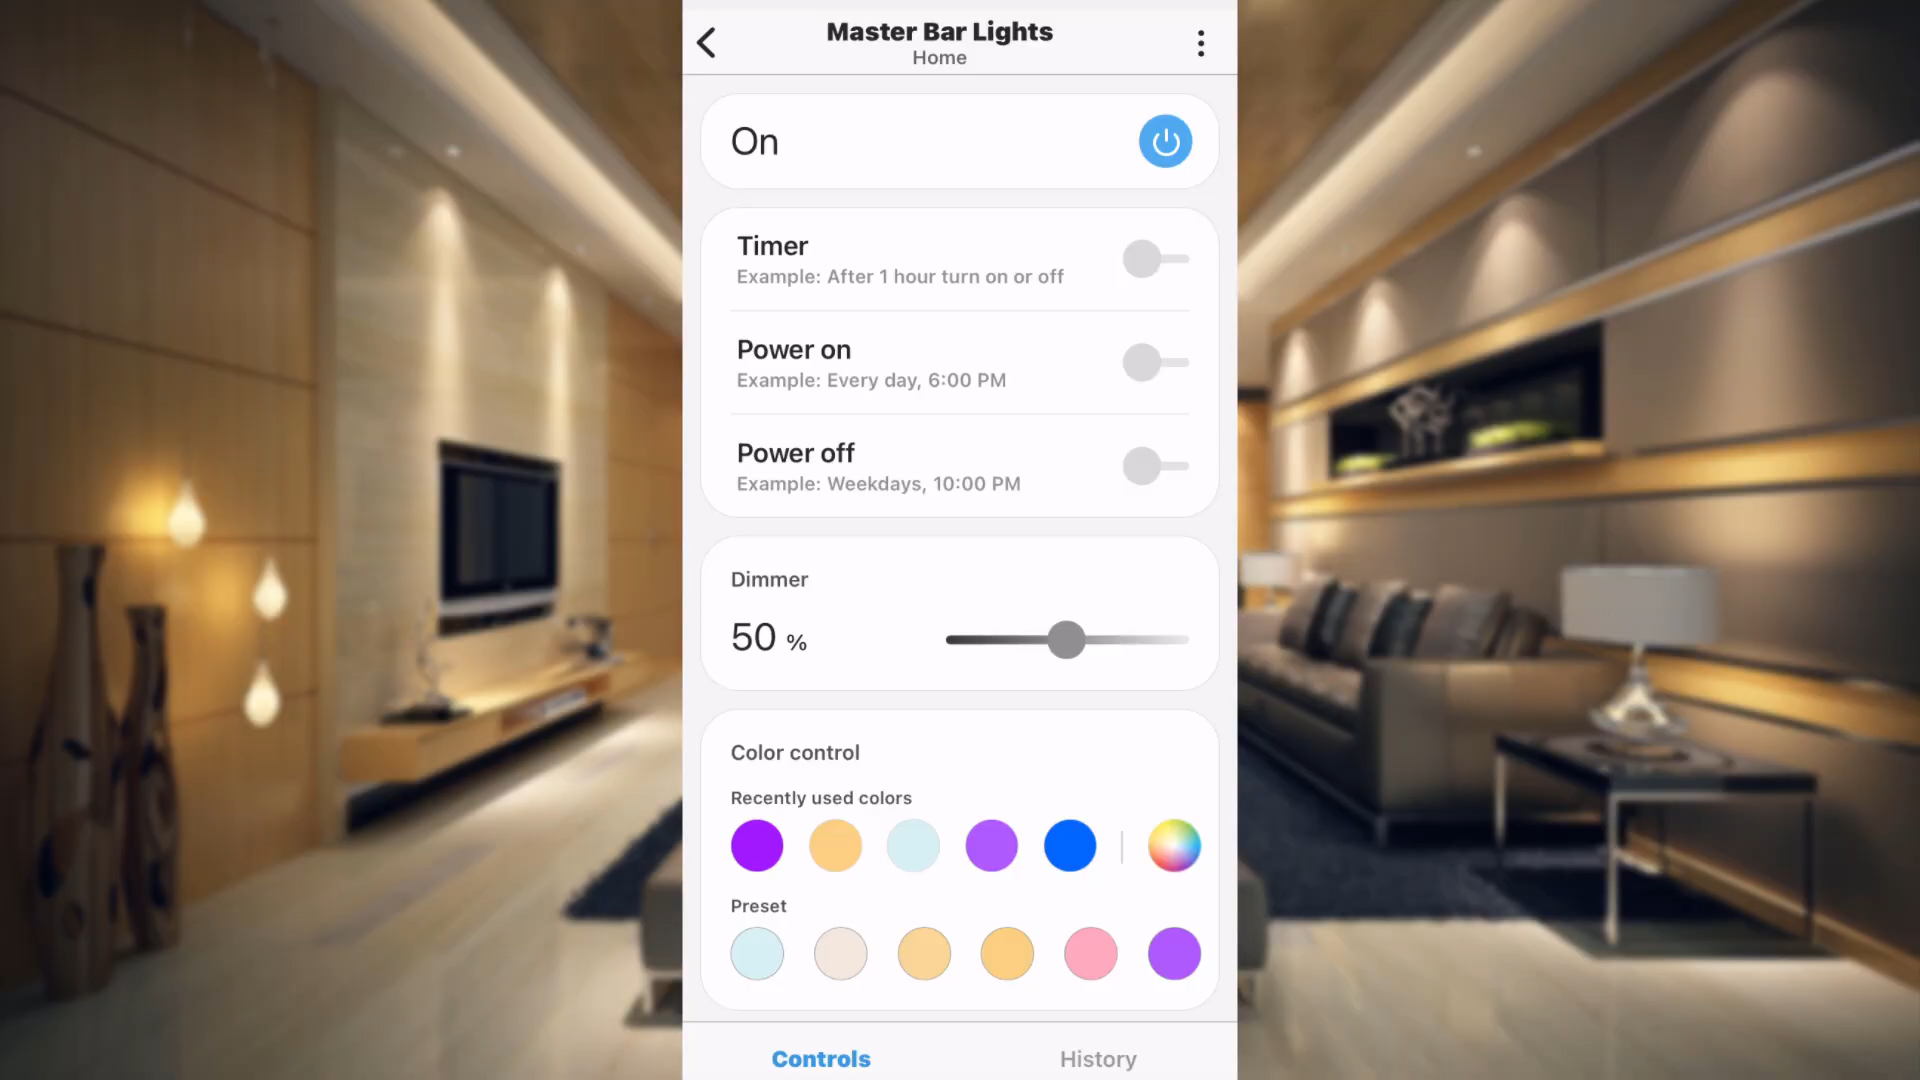 Master Bar Lights
Home
On
Timer
Example: After 1 hour turn on or off
Power on
Example: Every day, 6:00 PM
Power off
Example: Weekdays, 10:00 PM
Dimmer
50 %
Color control
Recently used colors
Preset
Controls
History